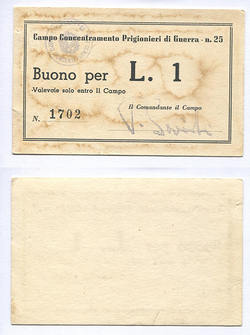 Campo Concentramento Prigionieri di Guerra - n. 25
Buono per L. 1
-Valevole solo entro Il Campo
Il Comandante il Campo
N. 1702